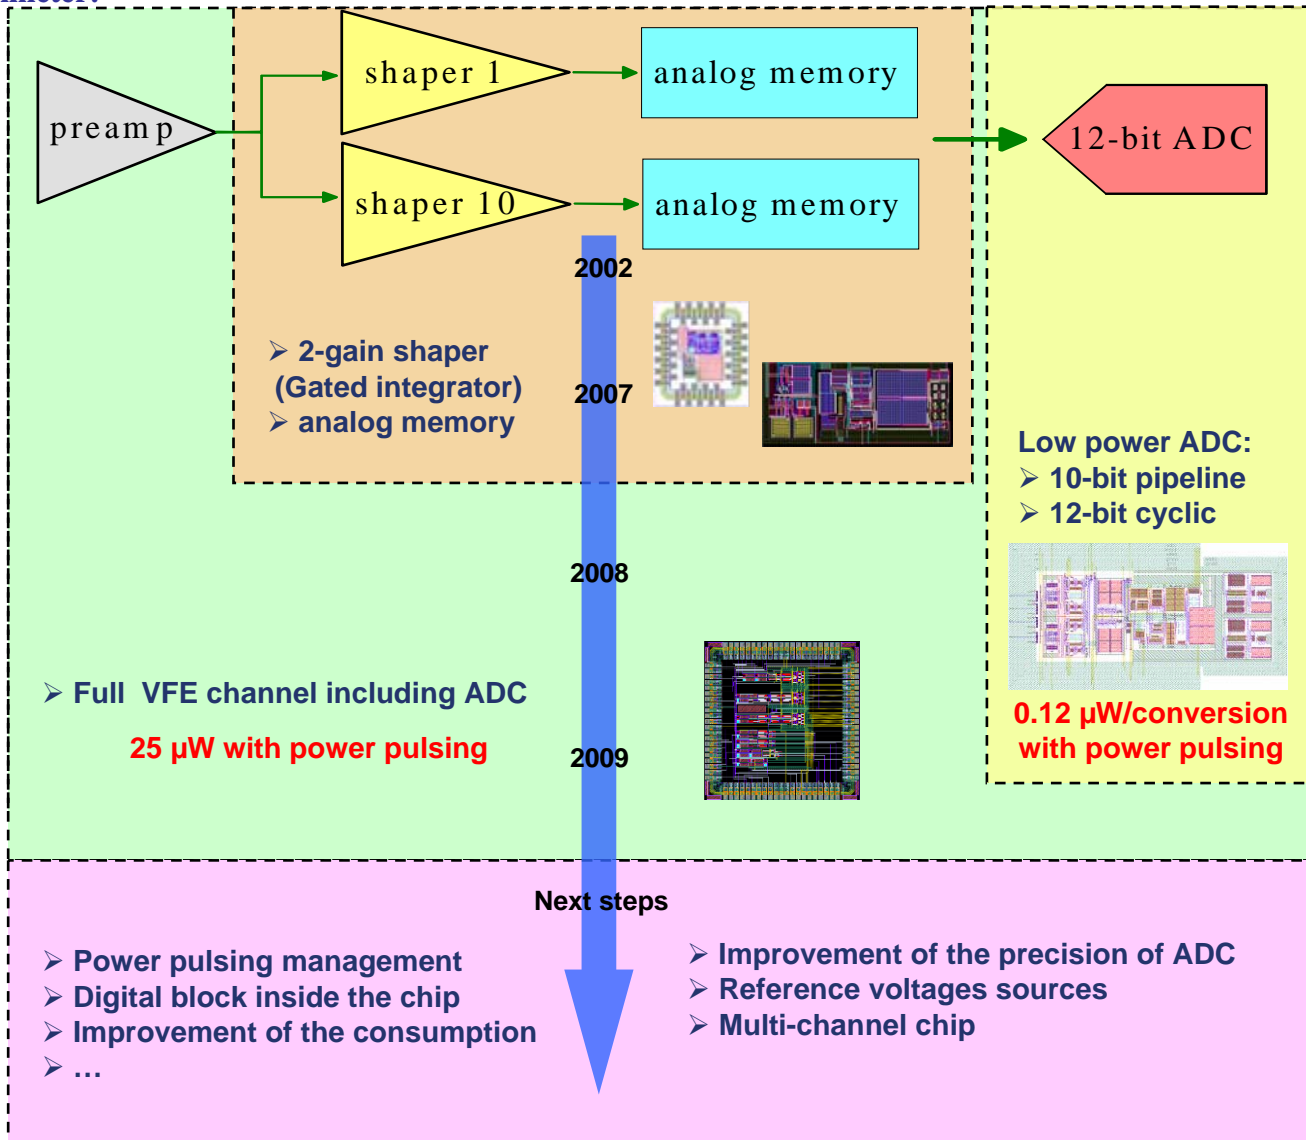 preamp
shaper 1
analog memory
shaper 10
analog memory
12-bit ADC
2002
➢ 2-gain shaper
(Gated integrator)
➢ analog memory
2007
Low power ADC:
➢ 10-bit pipeline
➢ 12-bit cyclic
2008
➢ Full VFE channel including ADC
25 µW with power pulsing
2009
0.12 µW/conversion
with power pulsing
Next steps
➢ Power pulsing management
➢ Digital block inside the chip
➢ Improvement of the consumption
➢ …
➢ Improvement of the precision of ADC
➢ Reference voltages sources
➢ Multi-channel chip